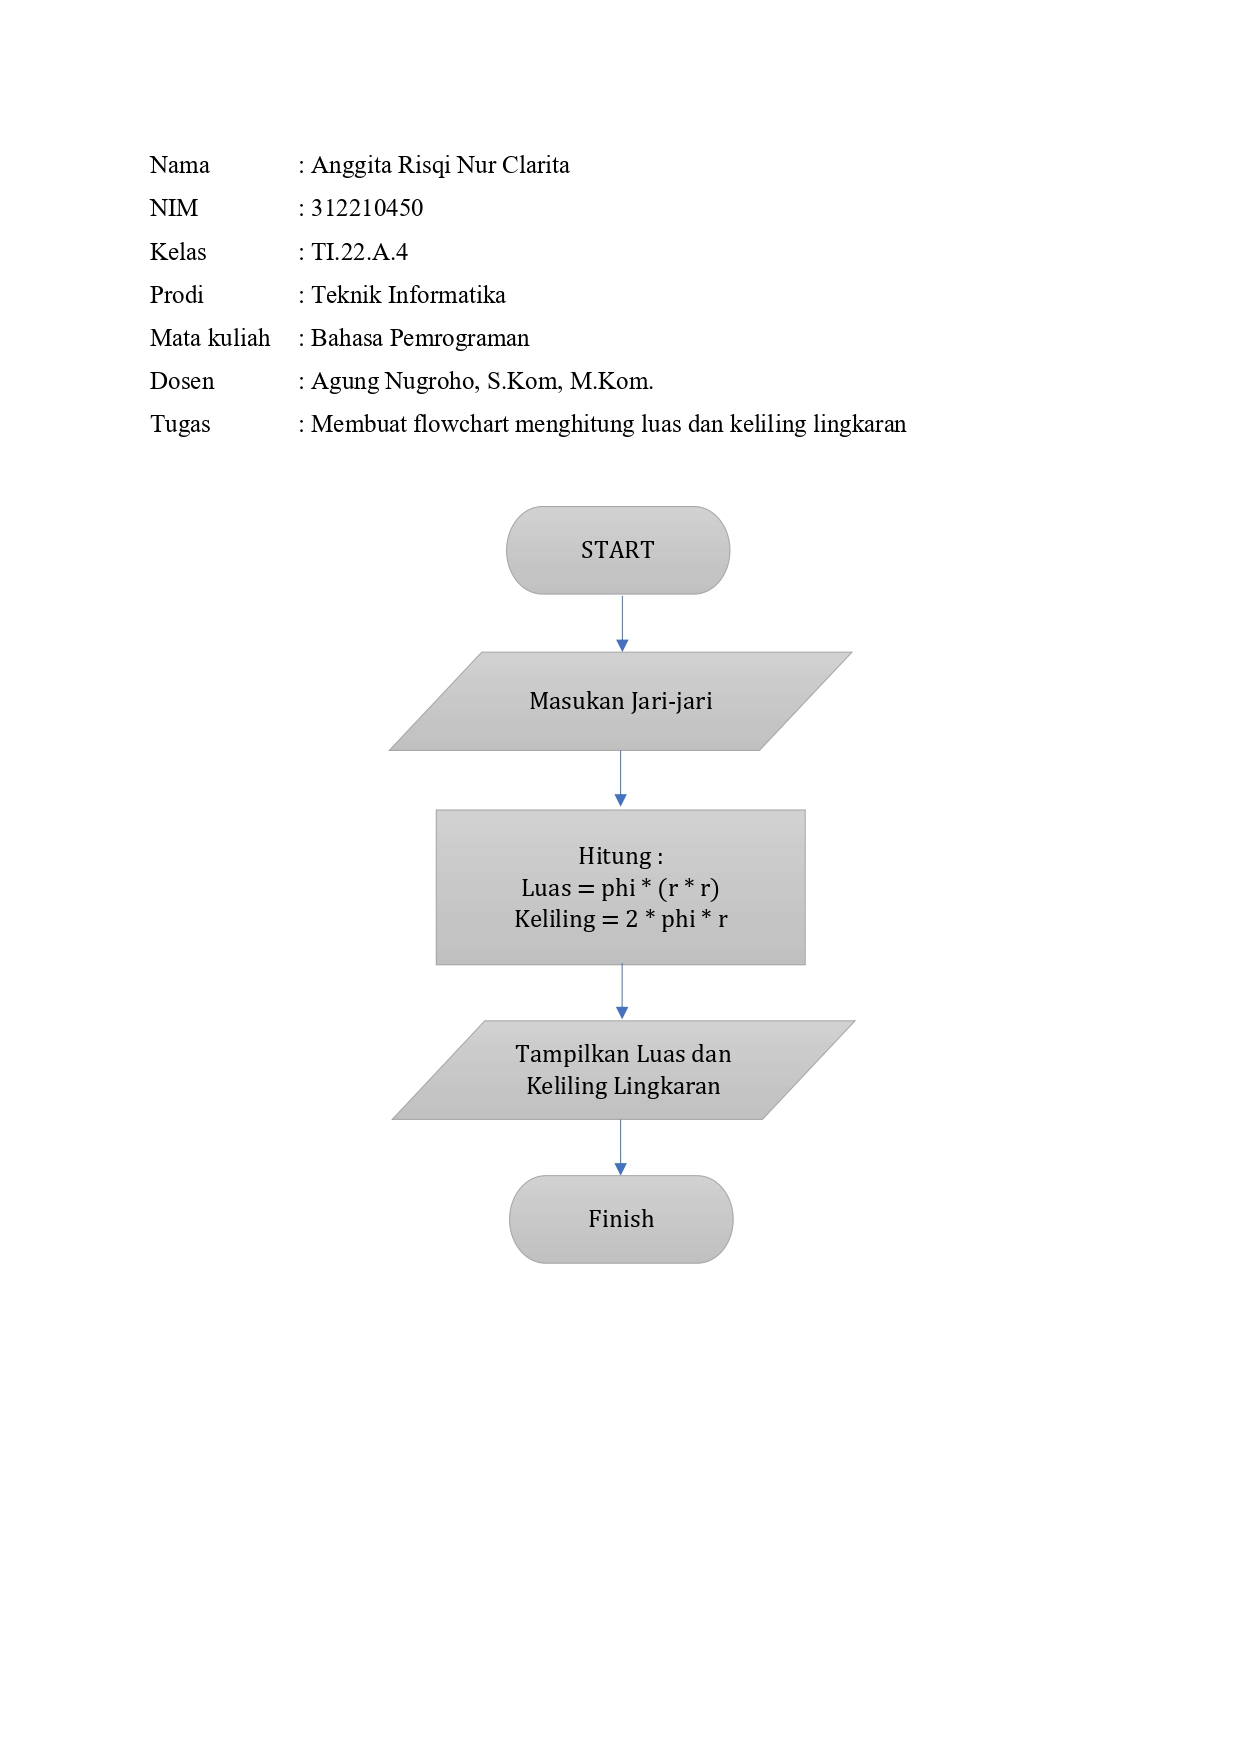 Nama : Anggita Risqi Nur Clarita
NIM : 312210450
Kelas : TI.22.A.4
Prodi : Teknik Informatika
Mata kuliah : Bahasa Pemrograman
Dosen : Agung Nugroho, S.Kom, M.Kom.
Tugas : Membuat flowchart menghitung luas dan keliling lingkaran
START
Masukan Jari-jari
Hitung :
Luas = phi * (r * r)
Keliling = 2 * phi * r
Tampilkan Luas dan
Keliling Lingkaran
Finish